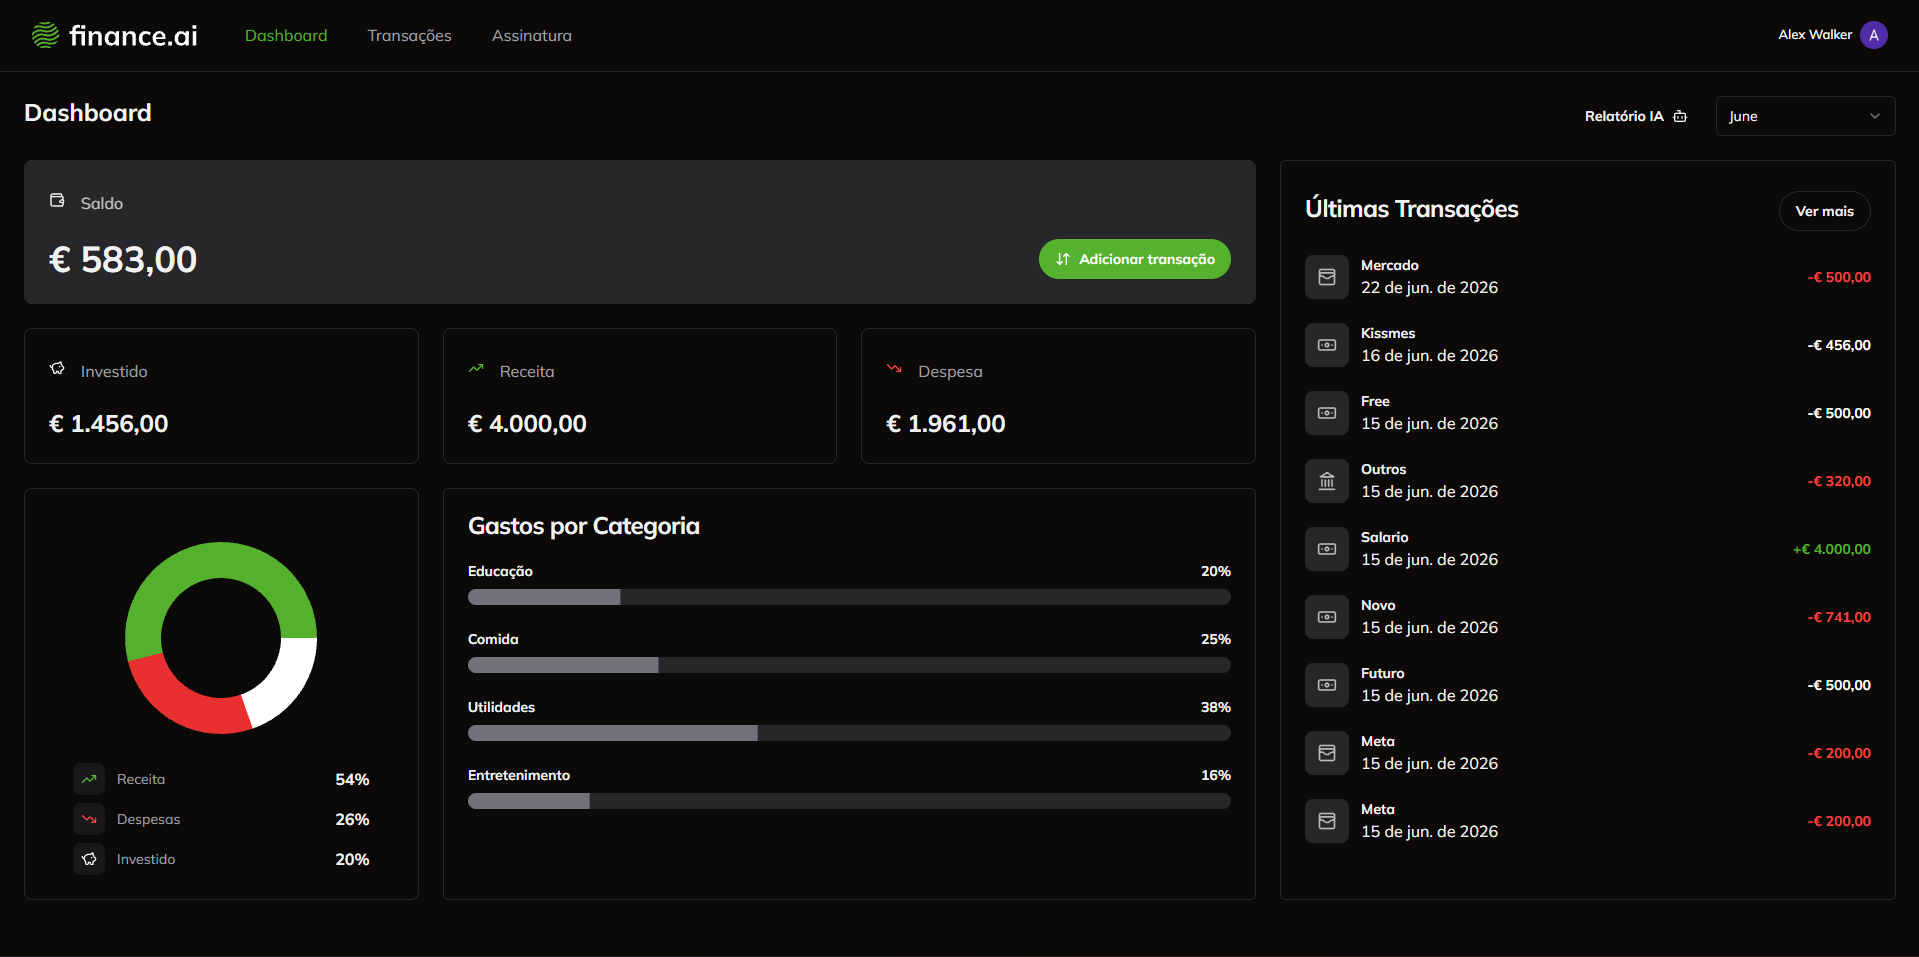 finance.ai
Dashboard
Transações
Assinatura
Alex Walker
A
Dashboard
Relatório IA
June
Saldo
€ 583,00
Adicionar transação
Investido
€ 1.456,00
Receita
€ 4.000,00
Despesa
€ 1.961,00
Receita 54%
Despesas 26%
Investido 20%
Gastos por Categoria
Educação 20%
Comida 25%
Utilidades 38%
Entretenimento 16%
Últimas Transações
Ver mais
Mercado
22 de jun. de 2026
-€ 500,00
Kissmes
16 de jun. de 2026
-€ 456,00
Free
15 de jun. de 2026
-€ 500,00
Outros
15 de jun. de 2026
-€ 320,00
Salario
15 de jun. de 2026
+€ 4.000,00
Novo
15 de jun. de 2026
-€ 741,00
Futuro
15 de jun. de 2026
-€ 500,00
Meta
15 de jun. de 2026
-€ 200,00
Meta
15 de jun. de 2026
-€ 200,00